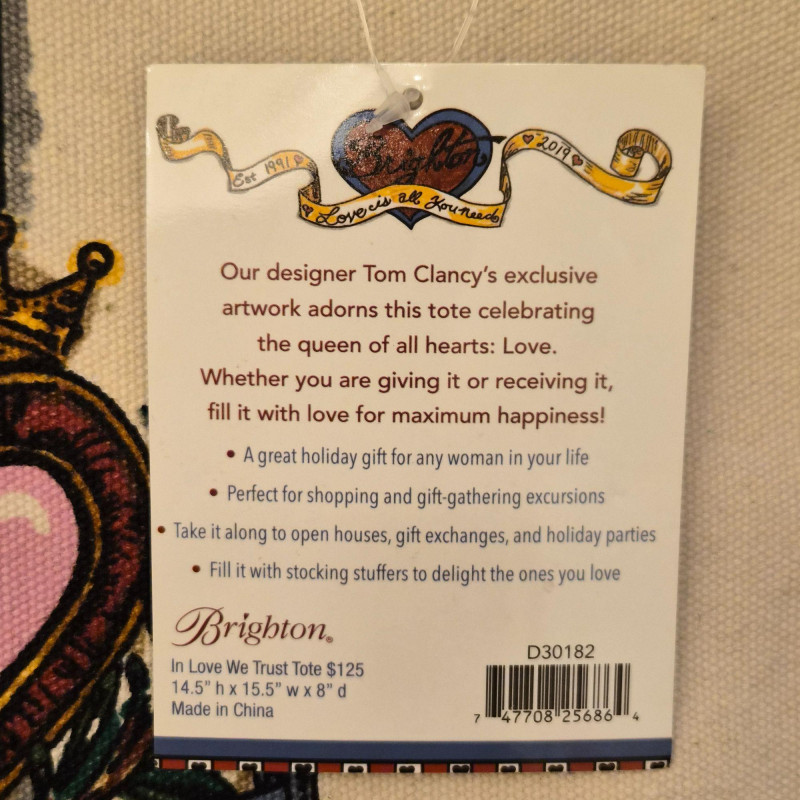 Est 1991
Brighton
2019
Love is all You need
Our designer Tom Clancy's exclusive
artwork adorns this tote celebrating
the queen of all hearts: Love.
Whether you are giving it or receiving it,
fill it with love for maximum happiness!
• A great holiday gift for any woman in your life
• Perfect for shopping and gift-gathering excursions
• Take it along to open houses, gift exchanges, and holiday parties
• Fill it with stocking stuffers to delight the ones you love
Brighton®
In Love We Trust Tote $125
14.5" h x 15.5" w x 8" d
Made in China
D30182
7 47708 25686 4